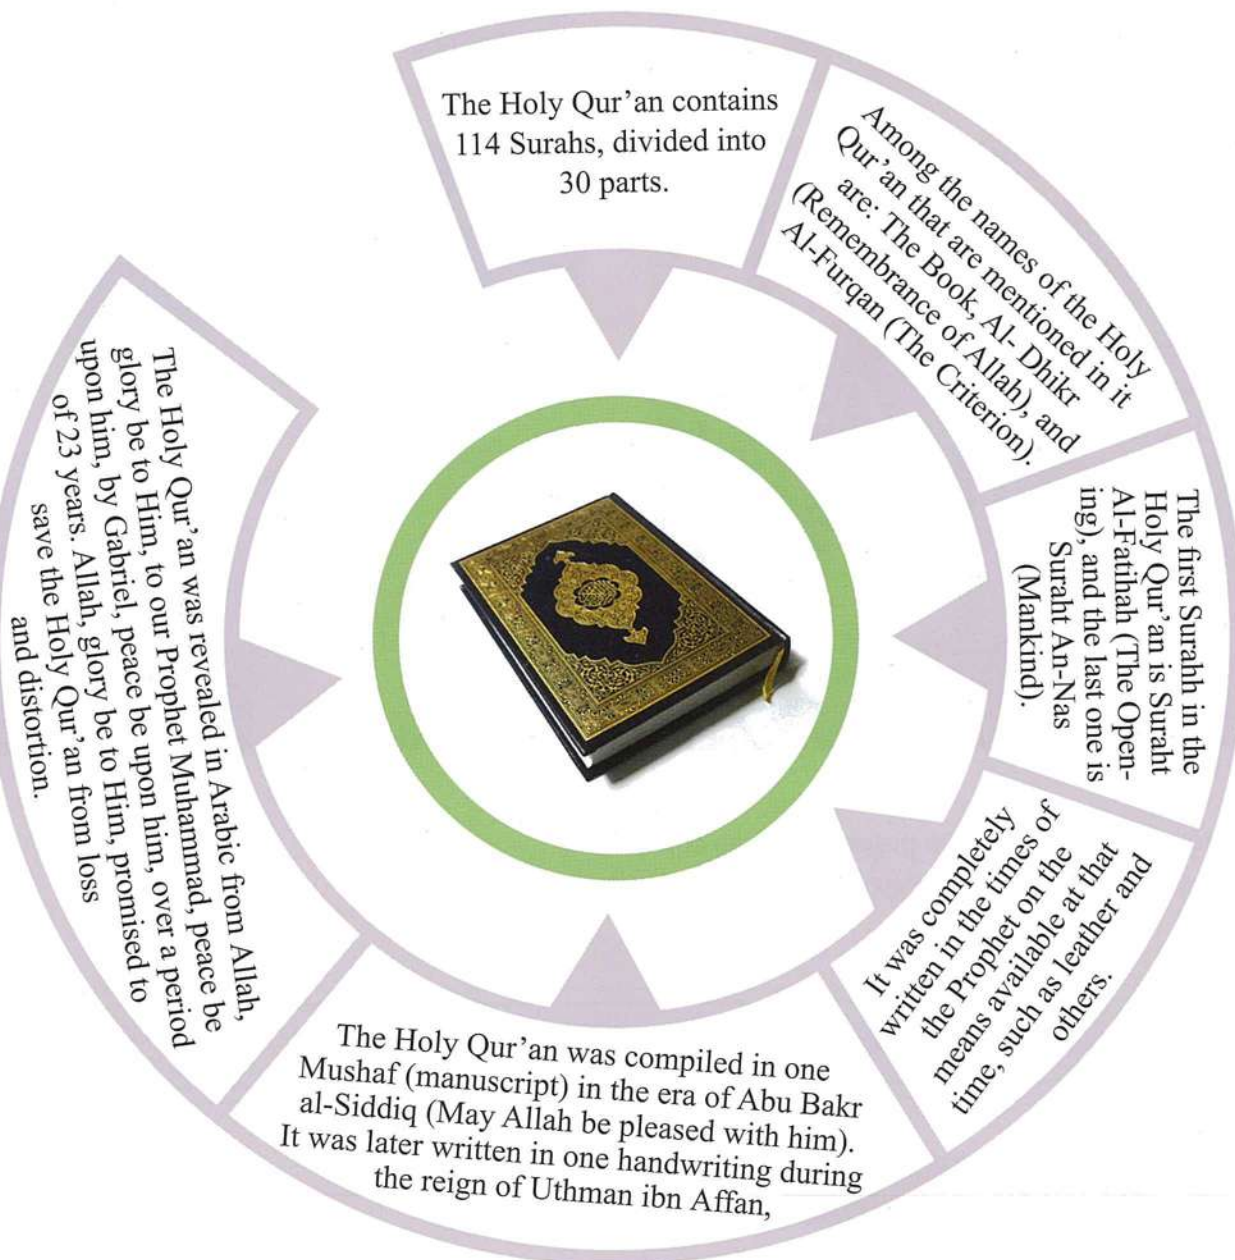 The Holy Qur'an contains
114 Surahs, divided into
30 parts.
Among the names of the Holy
Qur'an that are mentioned in it
are: The Book, Al- Dhikr
(Remembrance of Allah), and
Al-Furqan (The Criterion).
The first Surahh in the
Holy Qur'an is Suraht
Al-Fatihah (The Open-
ing), and the last one is
Suraht An-Nas
(Mankind).
It was completely
written in the times of
the Prophet on the
means available at that
time, such as leather and
others.
The Holy Qur'an was compiled in one
Mushaf (manuscript) in the era of Abu Bakr
al-Siddiq (May Allah be pleased with him).
It was later written in one handwriting during
the reign of Uthman ibn Affan,
The Holy Qur'an was revealed in Arabic from Allah,
glory be to Him, to our Prophet Muhammad, peace be
upon him, by Gabriel, peace be upon him, over a period
of 23 years. Allah, glory be to Him, promised to
save the Holy Qur'an from loss
and distortion.